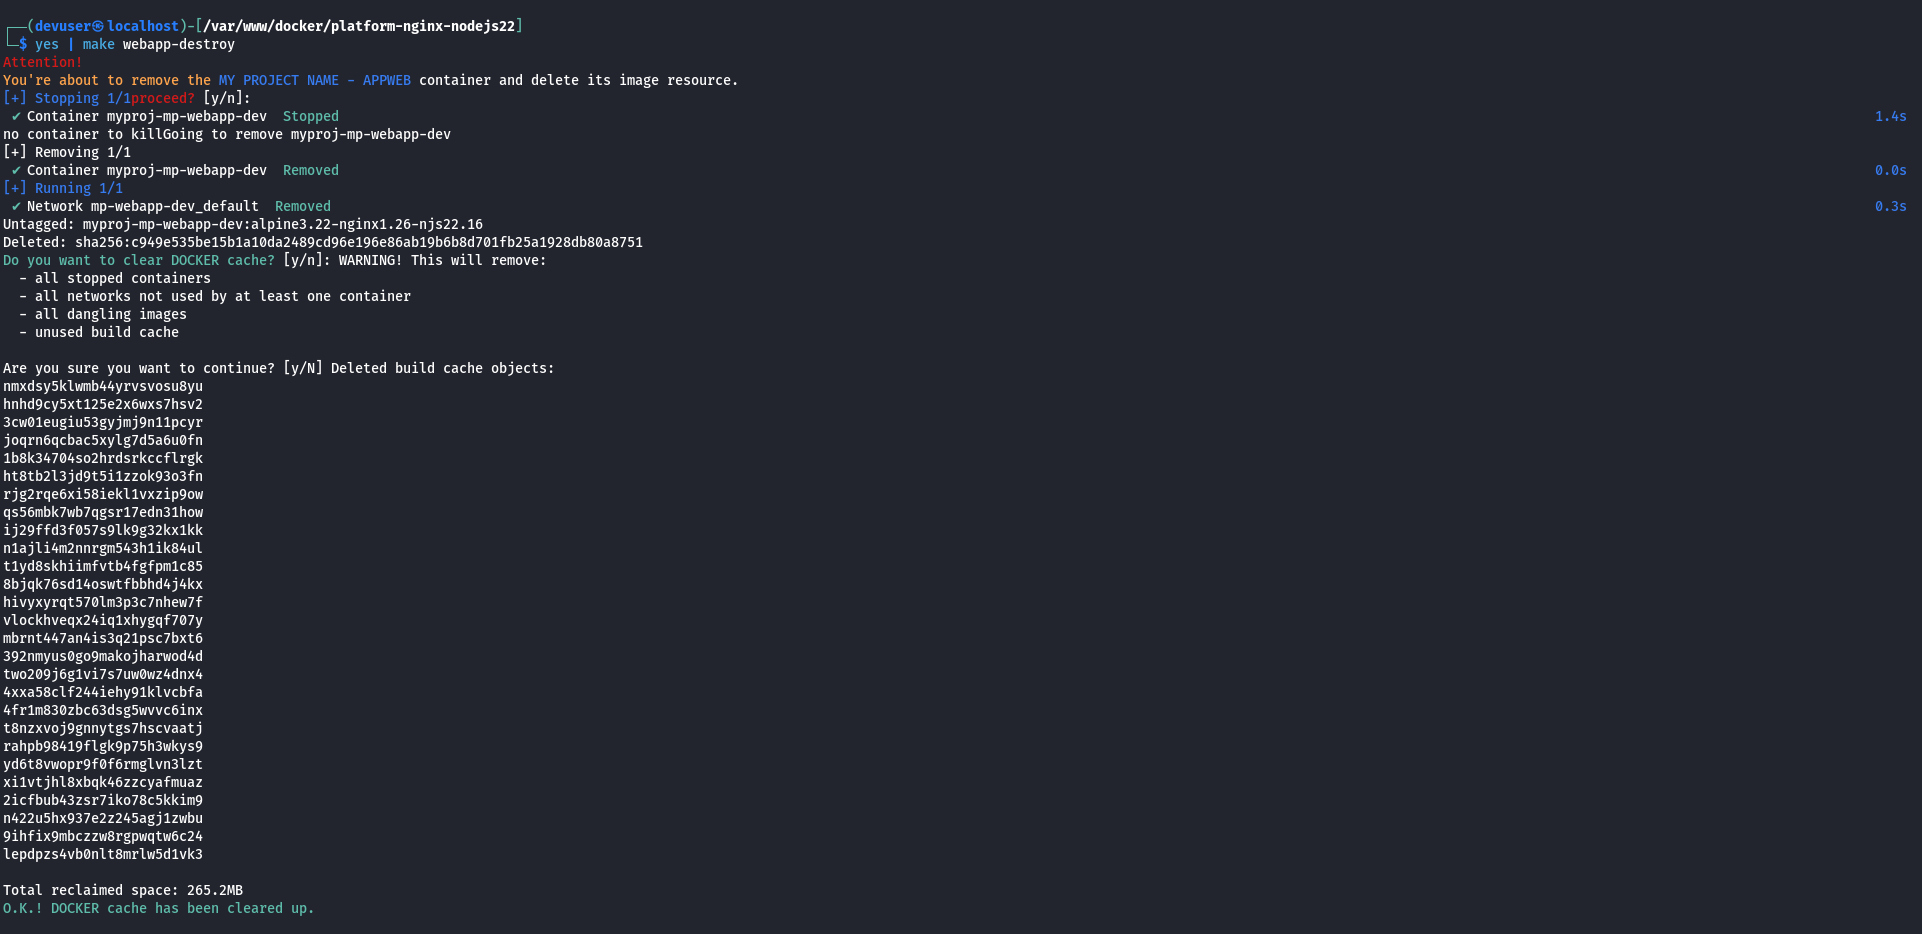 ┌──(devuser㉿localhost)-[/var/www/docker/platform-nginx-nodejs22]
└─$ yes | make webapp-destroy
Attention!
You're about to remove the MY PROJECT NAME - APPWEB container and delete its image resource.
[+] Stopping 1/1proceed? [y/n]:
✔ Container myproj-mp-webapp-dev  Stopped 1.4s
no container to killGoing to remove myproj-mp-webapp-dev
[+] Removing 1/1
✔ Container myproj-mp-webapp-dev  Removed 0.0s
[+] Running 1/1
✔ Network mp-webapp-dev_default  Removed 0.3s
Untagged: myproj-mp-webapp-dev:alpine3.22-nginx1.26-njs22.16
Deleted: sha256:c949e535be15b1a10da2489cd96e196e86ab19b6b8d701fb25a1928db80a8751
Do you want to clear DOCKER cache? [y/n]: WARNING! This will remove:
  - all stopped containers
  - all networks not used by at least one container
  - all dangling images
  - unused build cache
Are you sure you want to continue? [y/N] Deleted build cache objects:
nmxdsy5klwmb44yrvsvosu8yu
hnhd9cy5xt125e2x6wxs7hsv2
3cw01eugiu53gyjmj9n11pcyr
joqrn6qcbac5xylg7d5a6u0fn
1b8k34704so2hrdsrkccflrgk
ht8tb2l3jd9t5i1zzok93o3fn
rjg2rqe6xi58iekl1vxzip9ow
qs56mbk7wb7qgsr17edn31how
ij29ffd3f057s9lk9g32kx1kk
n1ajli4m2nnrgm543h1ik84ul
t1yd8skhiimfvtb4fgfpm1c85
8bjqk76sd14oswtfbbhd4j4kx
hivyxyrqt570lm3p3c7nhew7f
vlockhveqx24iq1xhygqf707y
mbrnt447an4is3q21psc7bxt6
392nmyus0go9makojharwod4d
two209j6g1vi7s7uw0wz4dnx4
4xxa58clf244iehy91klvcbfa
4fr1m830zbc63dsg5wvvc6inx
t8nzxvoj9gnnytgs7hscvaatj
rahpb98419flgk9p75h3wkys9
yd6t8vwopr9f0f6rmglvn3lzt
xi1vtjhl8xbqk46zzcyafmuaz
2icfbub43zsr7iko78c5kkim9
n422u5hx937e2z245agj1zwbu
9ihfix9mbczzw8rgpwqtw6c24
lepdpzs4vb0nlt8mrlw5d1vk3
Total reclaimed space: 265.2MB
O.K.! DOCKER cache has been cleared up.